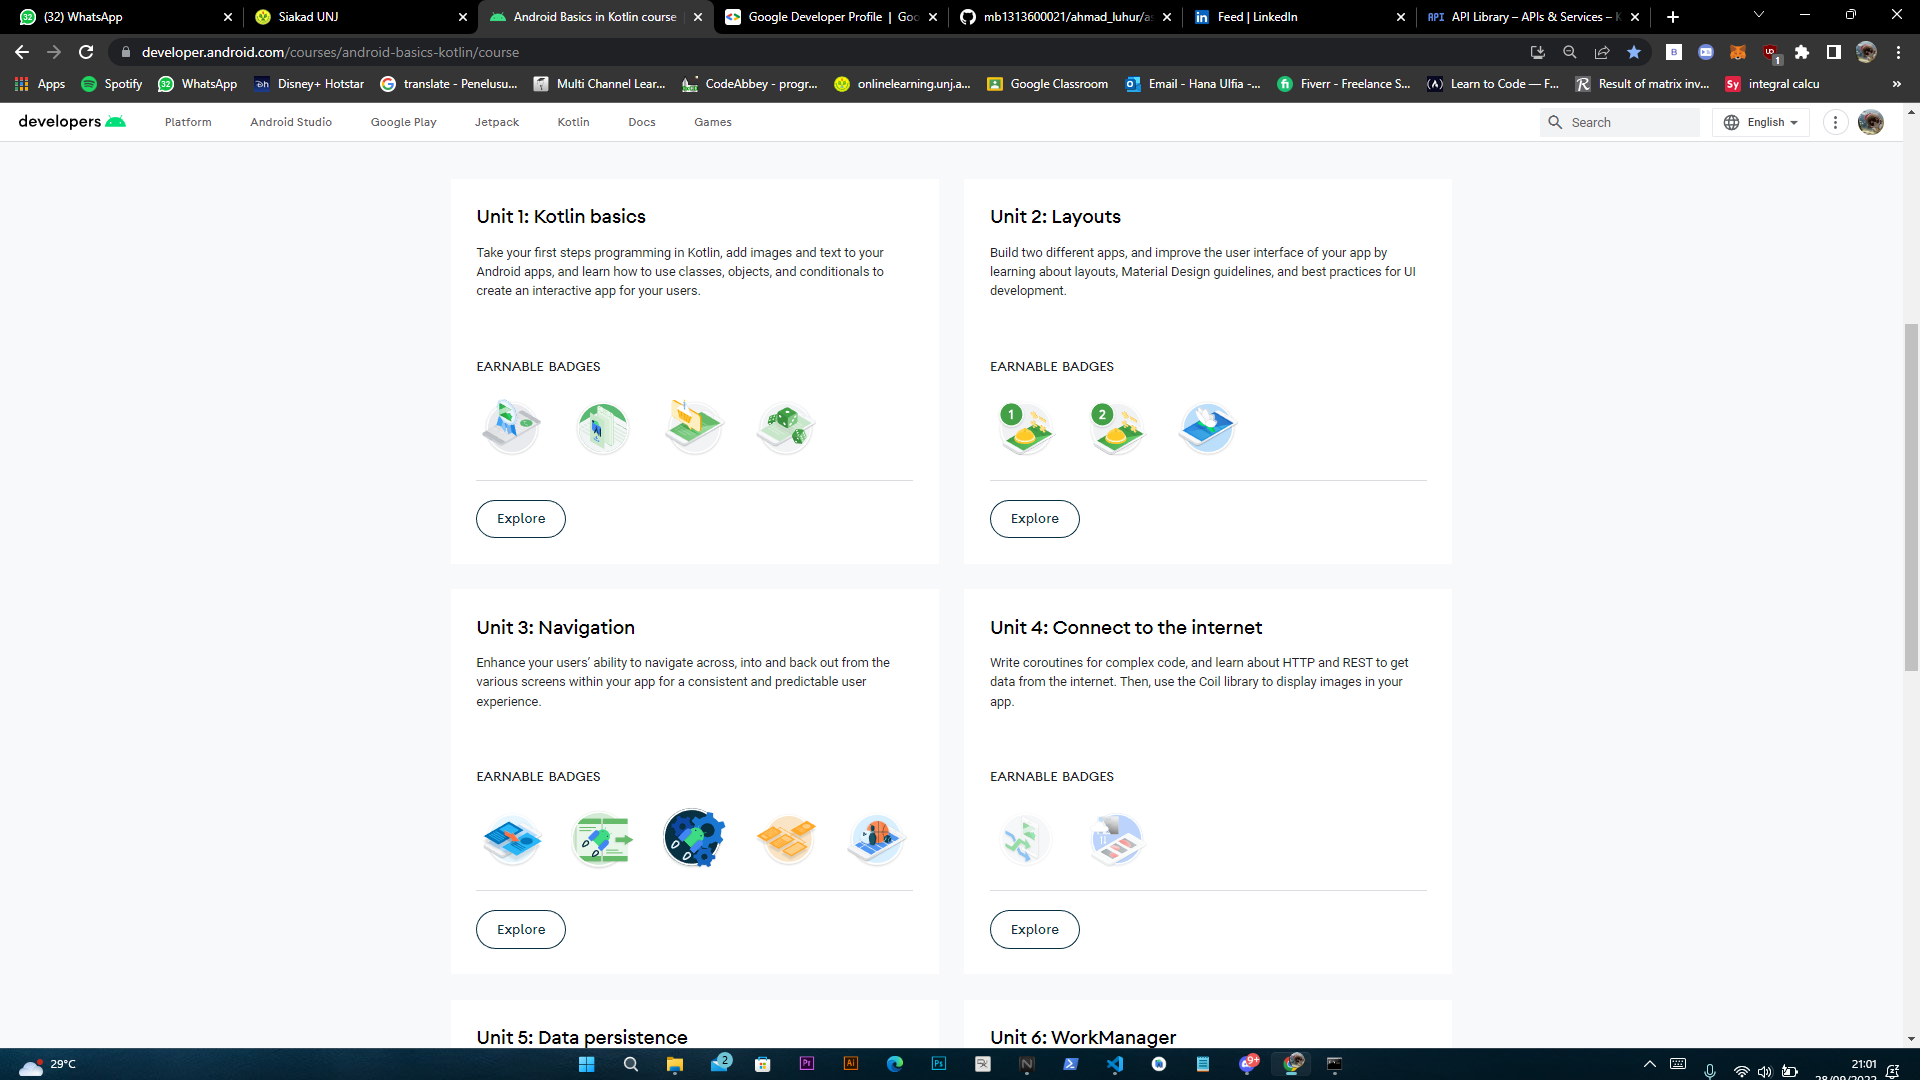 (32) WhatsApp
Siakad UNJ
Android Basics in Kotlin course
Google Developer Profile | Goo
mb1313600021/ahmad_luhur/as
Feed | LinkedIn
API Library – APIs & Services – K
developer.android.com/courses/android-basics-kotlin/course
Apps
Spotify
WhatsApp
Disney+ Hotstar
translate - Penelusu...
Multi Channel Lear...
CodeAbbey - progr...
onlinelearning.unj.a...
Google Classroom
Email - Hana Ulfia -...
Fiverr - Freelance S...
Learn to Code — F...
Result of matrix inv...
integral calcu
developers
Platform
Android Studio
Google Play
Jetpack
Kotlin
Docs
Games
Search
English
Unit 1: Kotlin basics
Take your first steps programming in Kotlin, add images and text to your
Android apps, and learn how to use classes, objects, and conditionals to
create an interactive app for your users.
EARNABLE BADGES
Explore
Unit 2: Layouts
Build two different apps, and improve the user interface of your app by
learning about layouts, Material Design guidelines, and best practices for UI
development.
EARNABLE BADGES
1
2
Explore
Unit 3: Navigation
Enhance your users’ ability to navigate across, into and back out from the
various screens within your app for a consistent and predictable user
experience.
EARNABLE BADGES
Explore
Unit 4: Connect to the internet
Write coroutines for complex code, and learn about HTTP and REST to get
data from the internet. Then, use the Coil library to display images in your
app.
EARNABLE BADGES
Explore
Unit 5: Data persistence
Unit 6: WorkManager
29°C
21:01
28/09/2022